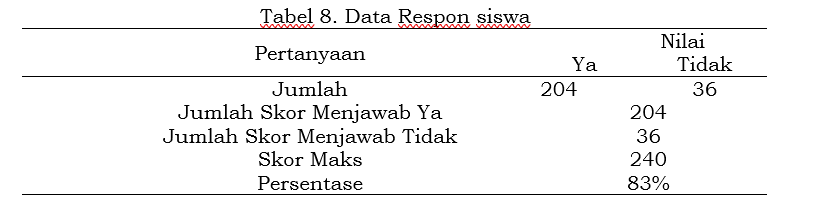 Tabel 8. Data Respon siswa
Pertanyaan Nilai
Ya Tidak
Jumlah 204 36
Jumlah Skor Menjawab Ya 204
Jumlah Skor Menjawab Tidak 36
Skor Maks 240
Persentase 83%